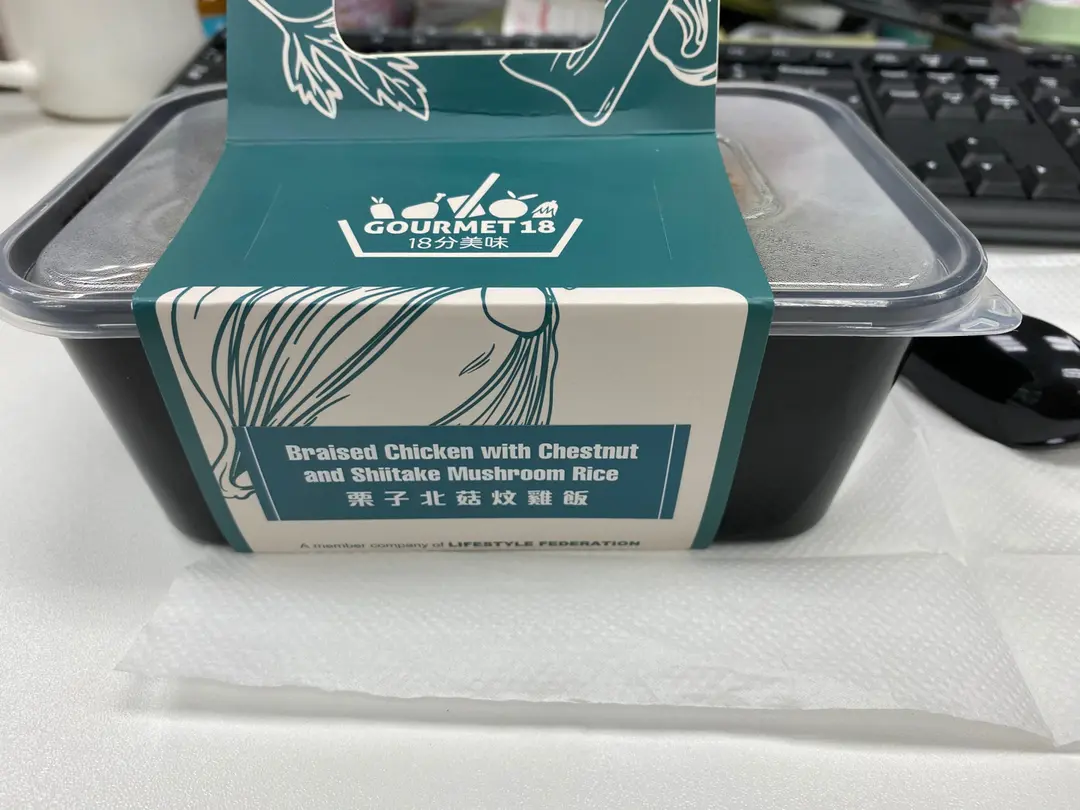 GOURMET 18
18分美味
Braised Chicken with Chestnut
and Shiitake Mushroom Rice
栗子北菇炆雞飯
A member company of LIFESTYLE FEDERATION